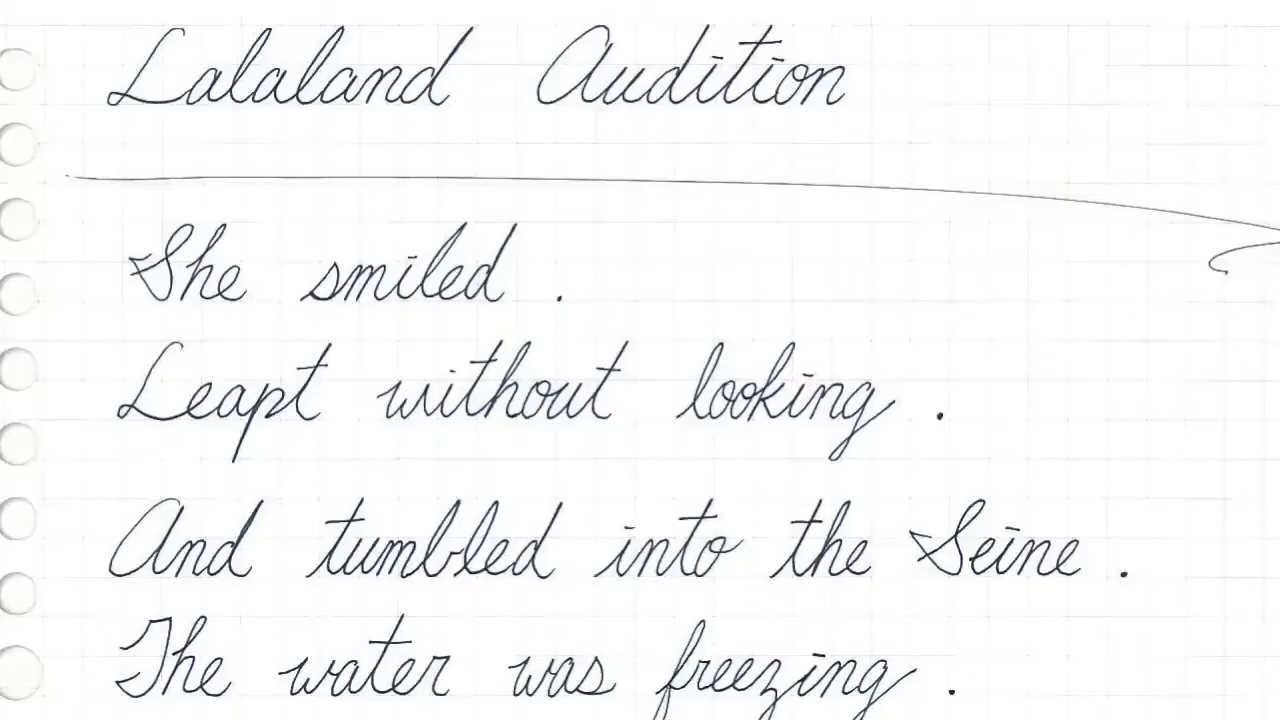 Lalaland Audition
She smiled .
Leapt without looking .
And tumbled into the Seine .
The water was freezing .